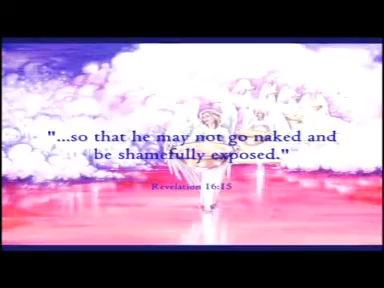 "...so that he may not go naked and
be shamefully exposed."
Revelation 16:15